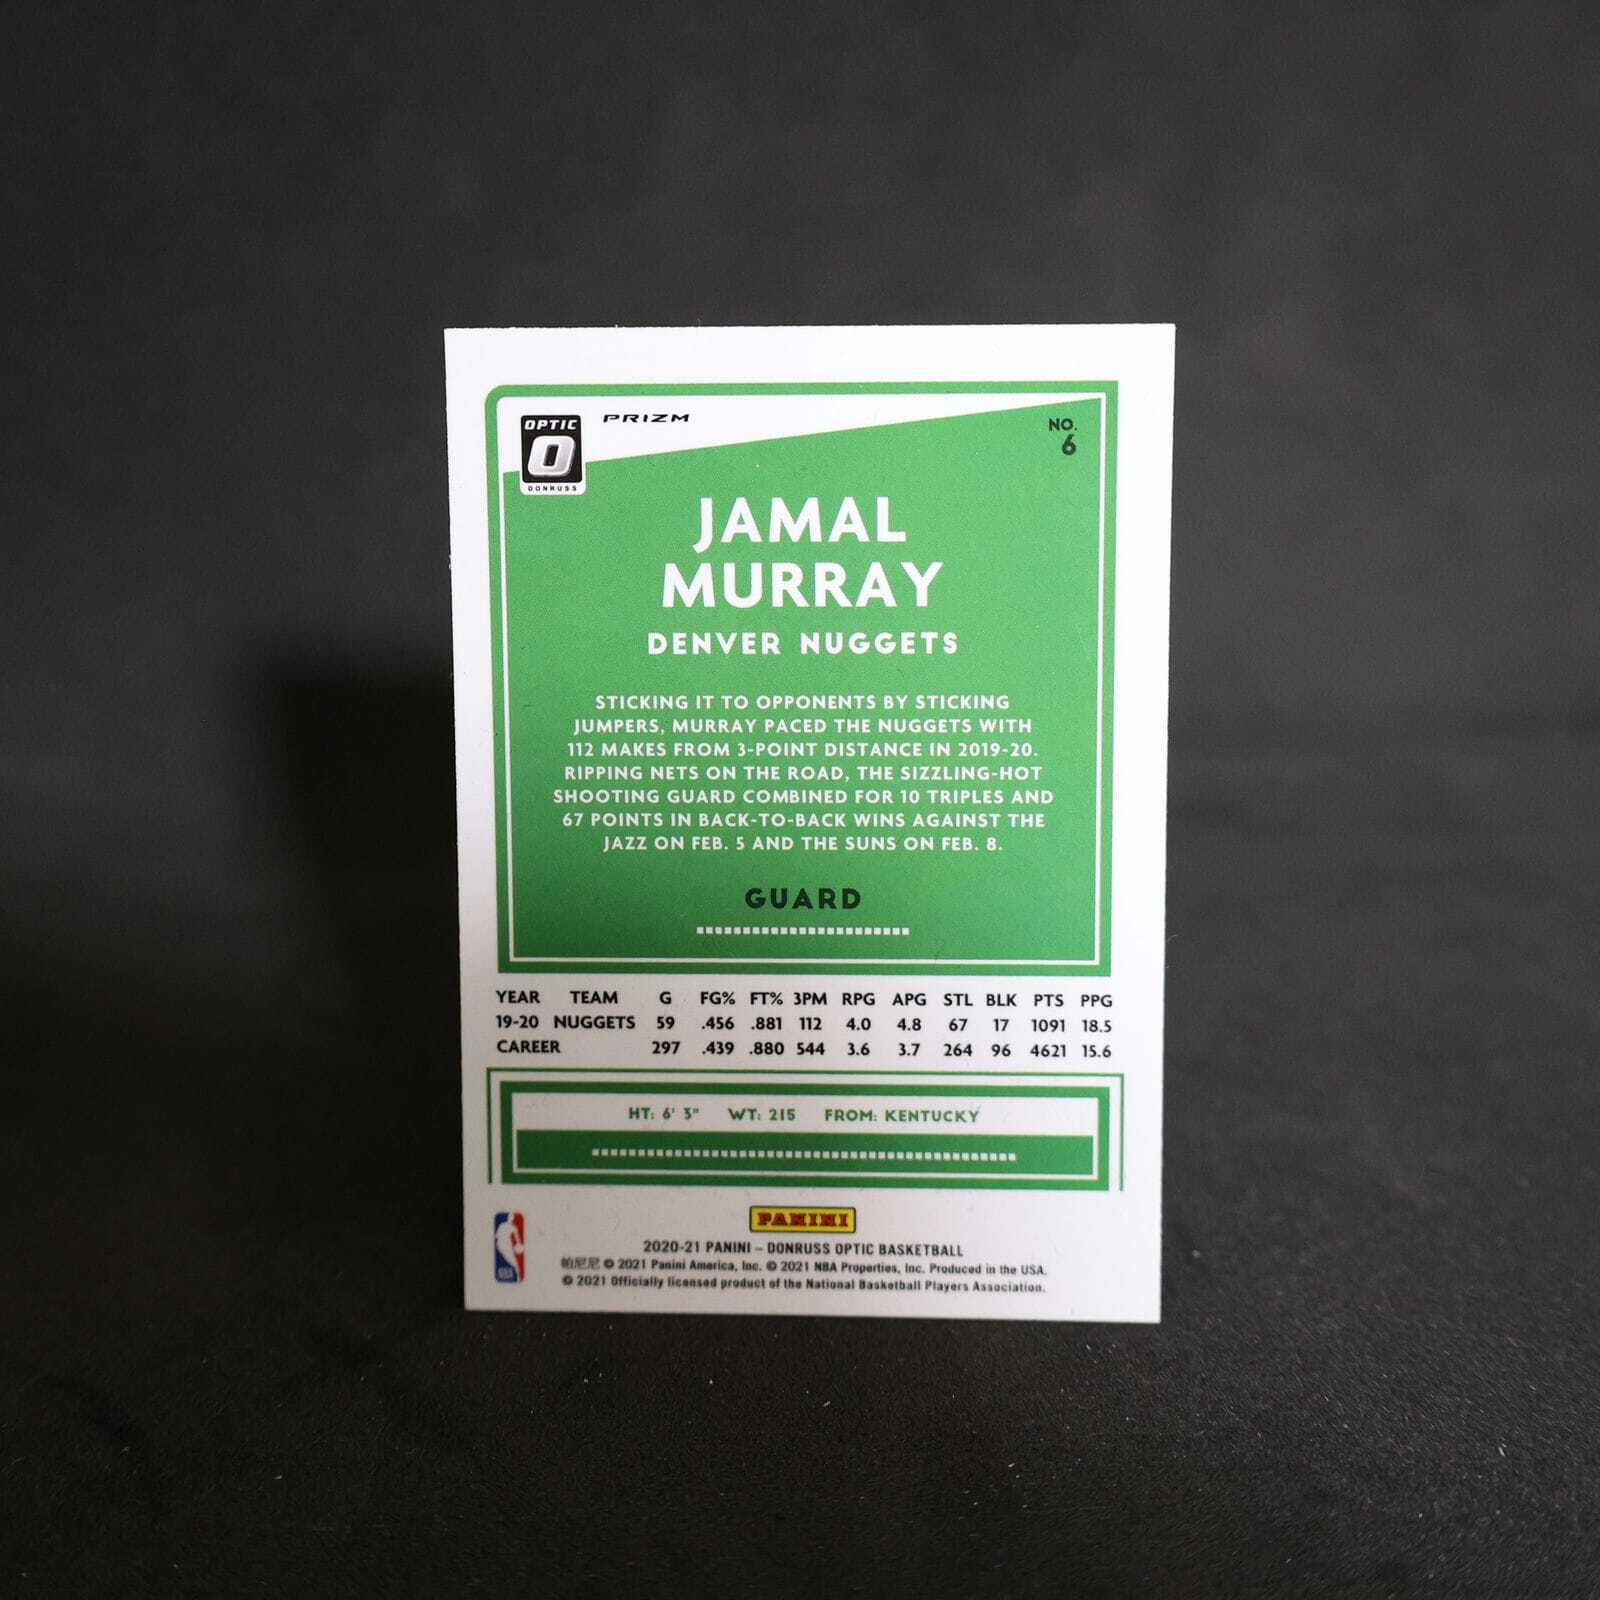 OPTIC
O
DONRUSS
PRIZM
NO.
6
JAMAL
MURRAY
DENVER NUGGETS
STICKING IT TO OPPONENTS BY STICKING
JUMPERS, MURRAY PACED THE NUGGETS WITH
112 MAKES FROM 3-POINT DISTANCE IN 2019-20.
RIPPING NETS ON THE ROAD, THE SIZZLING-HOT
SHOOTING GUARD COMBINED FOR 10 TRIPLES AND
67 POINTS IN BACK-TO-BACK WINS AGAINST THE
JAZZ ON FEB. 5 AND THE SUNS ON FEB. 8.
GUARD
YEAR TEAM G FG% FT% 3PM RPG APG STL BLK PTS PPG
19-20 NUGGETS 59 .456 .881 112 4.0 4.8 67 17 1091 18.5
CAREER 297 .439 .880 544 3.6 3.7 264 96 4621 15.6
HT: 6' 3" WT: 215 FROM: KENTUCKY
PANINI
2020-21 PANINI – DONRUSS OPTIC BASKETBALL
帕尼尼 © 2021 Panini America, Inc. © 2021 NBA Properties, Inc. Produced in the USA.
© 2021 Officially licensed product of the National Basketball Players Association.
NBA